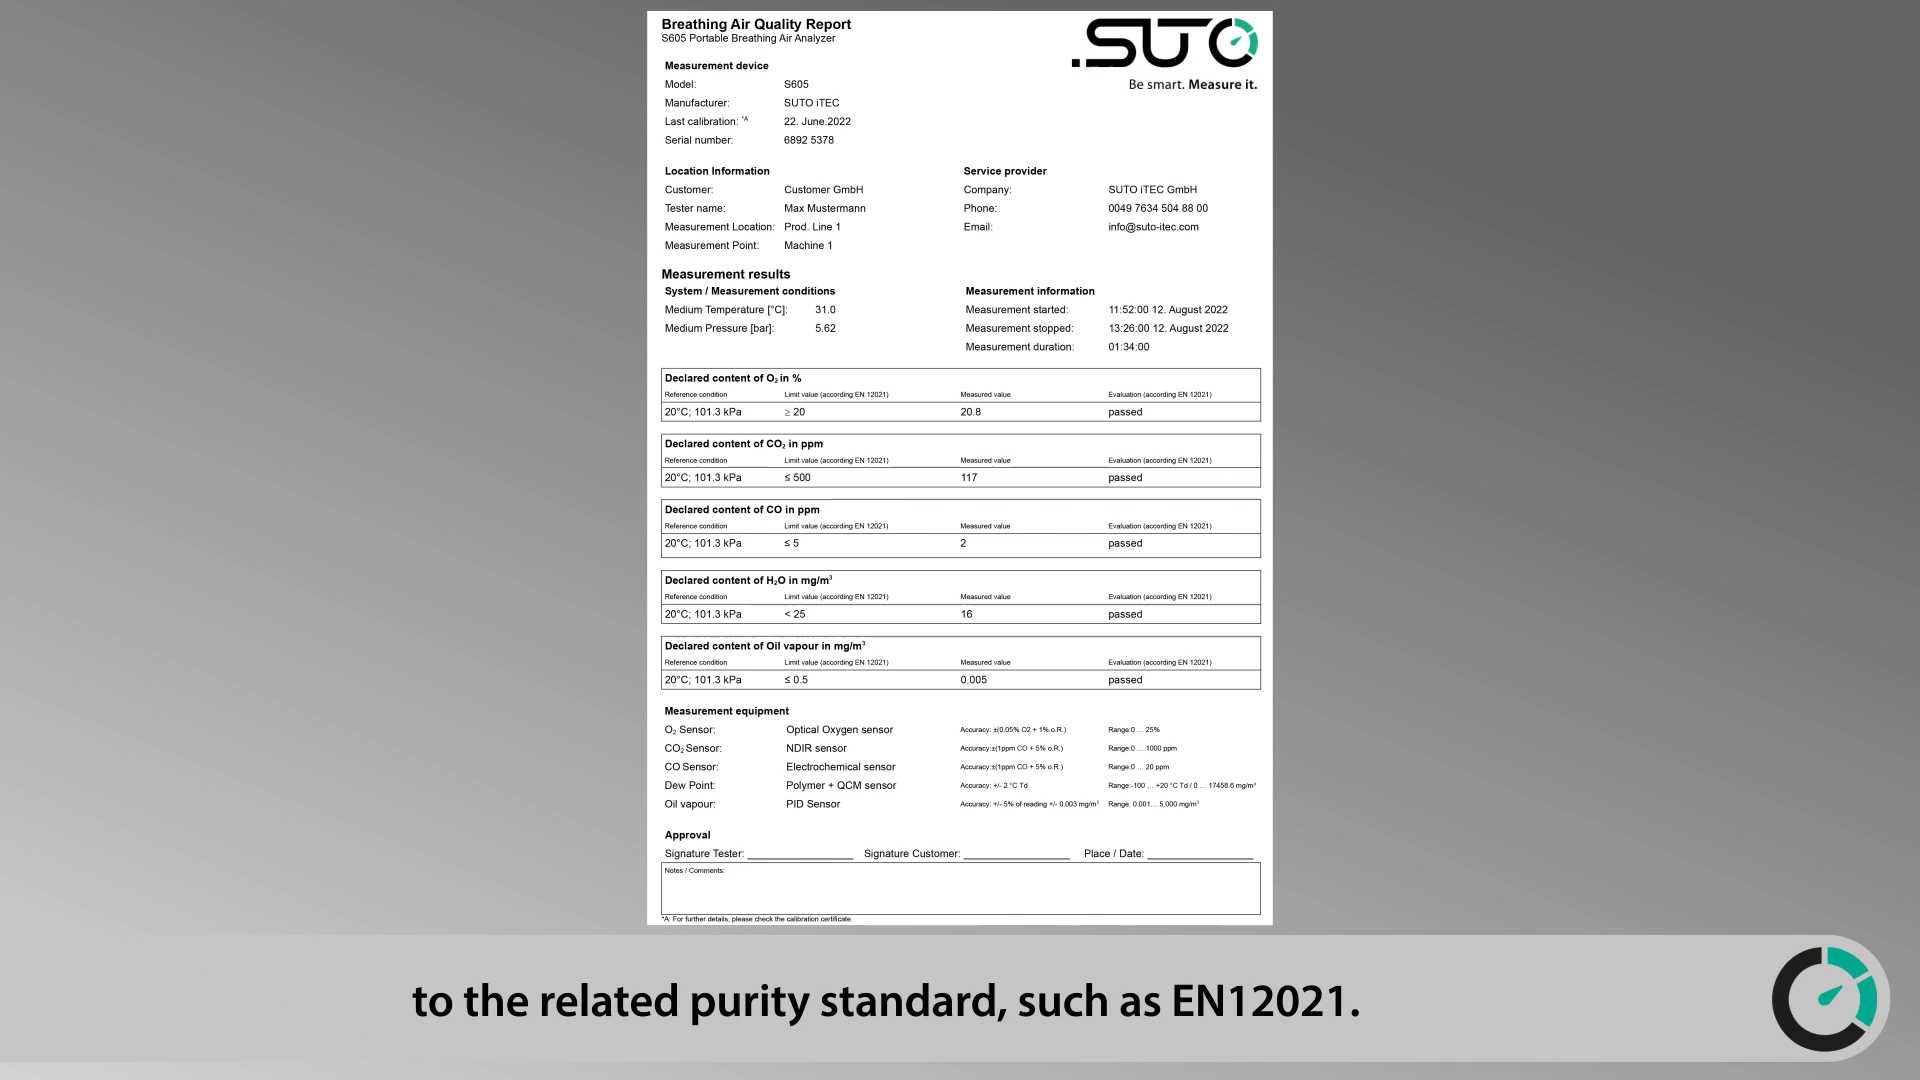 Breathing Air Quality Report
S605 Portable Breathing Air Analyzer
.SUTO
Be smart. Measure it.
Measurement device
Model: S605
Manufacturer: SUTO iTEC
Last calibration: *A 22. June.2022
Serial number: 6892 5378
Location Information
Customer: Customer GmbH
Tester name: Max Mustermann
Measurement Location: Prod. Line 1
Measurement Point: Machine 1
Service provider
Company: SUTO iTEC GmbH
Phone: 0049 7634 504 88 00
Email: info@suto-itec.com
Measurement results
System / Measurement conditions
Medium Temperature [°C]: 31.0
Medium Pressure [bar]: 5.62
Measurement information
Measurement started: 11:52:00 12. August 2022
Measurement stopped: 13:26:00 12. August 2022
Measurement duration: 01:34:00
Declared content of O₂ in %
Reference condition Limit value (according EN 12021) Measured value Evaluation (according EN 12021)
20°C; 101.3 kPa ≥ 20 20.8 passed
Declared content of CO₂ in ppm
Reference condition Limit value (according EN 12021) Measured value Evaluation (according EN 12021)
20°C; 101.3 kPa ≤ 500 117 passed
Declared content of CO in ppm
Reference condition Limit value (according EN 12021) Measured value Evaluation (according EN 12021)
20°C; 101.3 kPa ≤ 5 2 passed
Declared content of H₂O in mg/m³
Reference condition Limit value (according EN 12021) Measured value Evaluation (according EN 12021)
20°C; 101.3 kPa < 25 16 passed
Declared content of Oil vapour in mg/m³
Reference condition Limit value (according EN 12021) Measured value Evaluation (according EN 12021)
20°C; 101.3 kPa ≤ 0.5 0.005 passed
Measurement equipment
O₂ Sensor: Optical Oxygen sensor Accuracy: ±(0.05% O2 + 1% o.R.) Range:0 ... 25%
CO₂ Sensor: NDIR sensor Accuracy:±(1ppm CO + 5% o.R.) Range:0 ... 1000 ppm
CO Sensor: Electrochemical sensor Accuracy:±(1ppm CO + 5% o.R.) Range:0 ... 20 ppm
Dew Point: Polymer + QCM sensor Accuracy: +/- 2 °C Td Range:-100 ... +20 °C Td / 0 ... 17458.6 mg/m³
Oil vapour: PID Sensor Accuracy: +/- 5% of reading +/- 0.003 mg/m³ Range: 0.001... 5.000 mg/m³
Approval
Signature Tester: Signature Customer: Place / Date:
Notes / Comments:
*A: For further details, please check the calibration certificate.
to the related purity standard, such as EN12021.